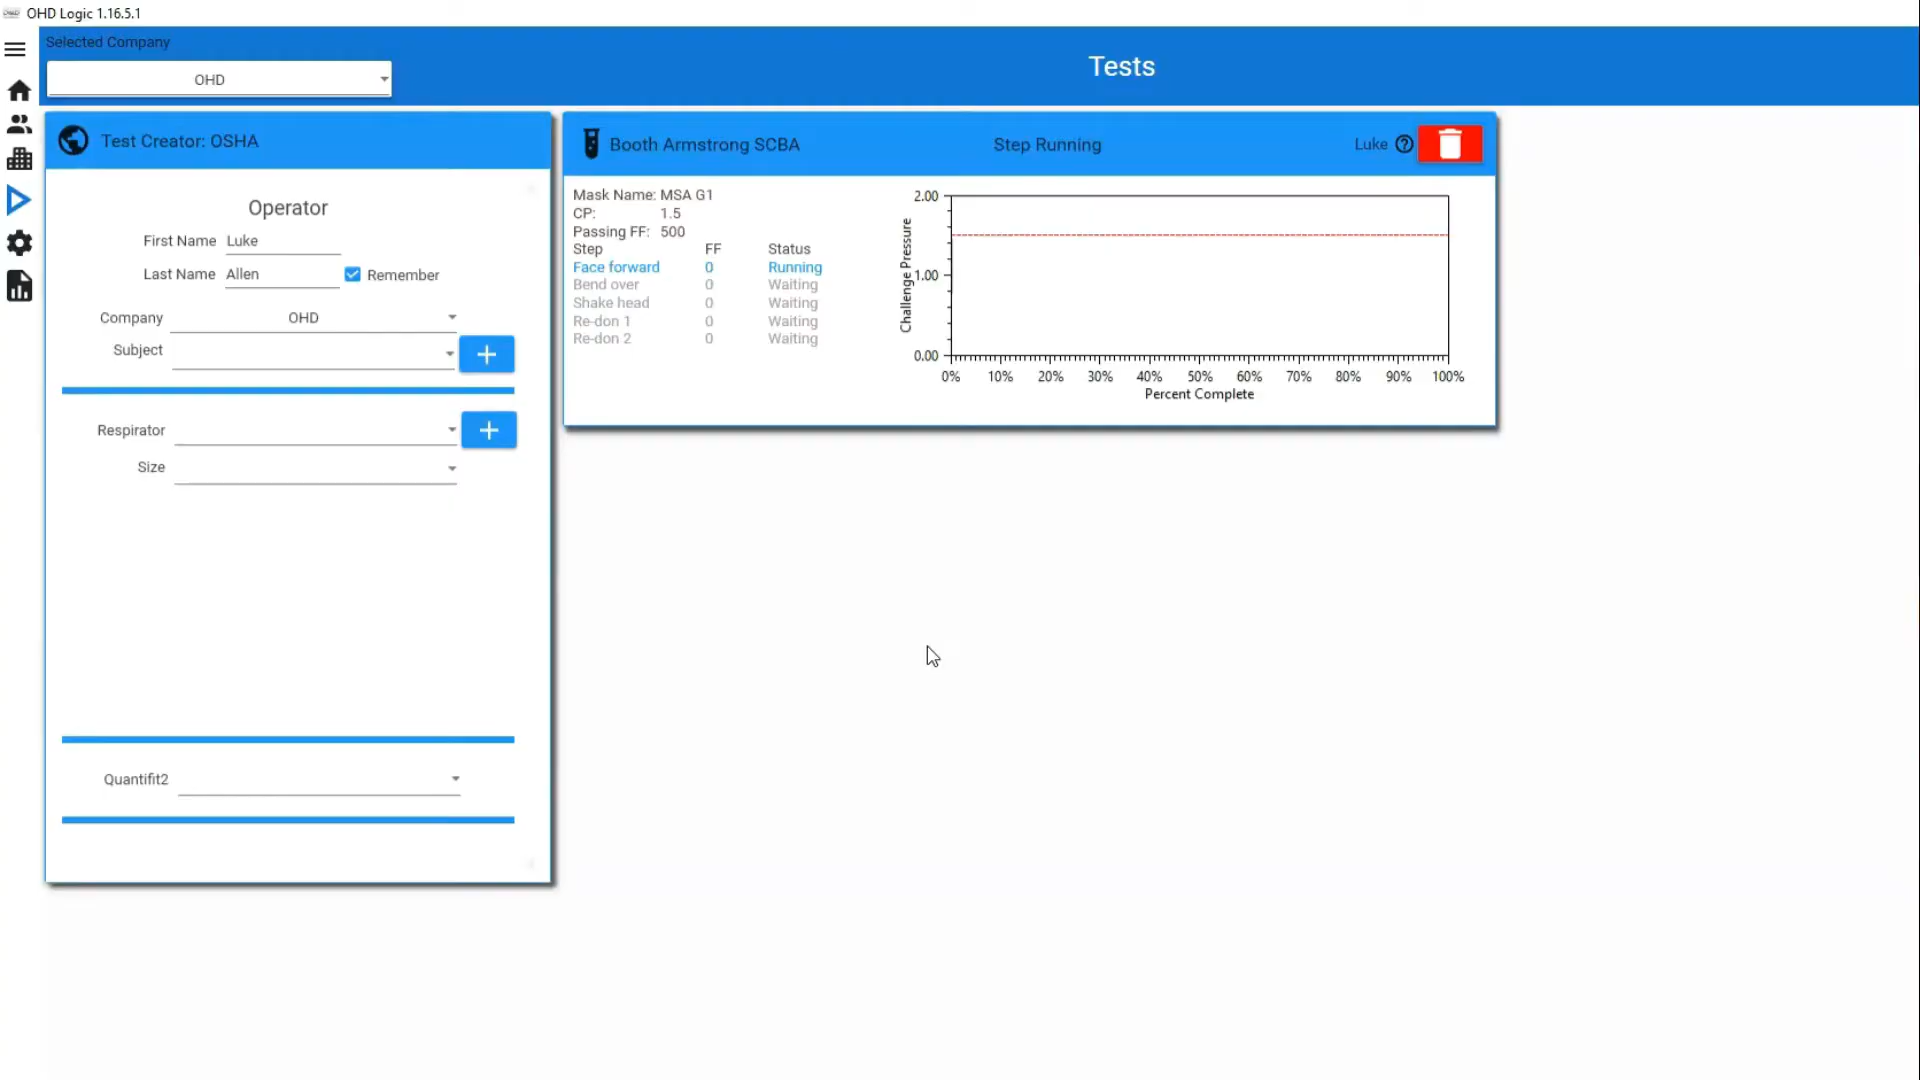 OHD Logic 1.16.5.1
Selected Company
OHD
Tests
Test Creator: OSHA
Operator
First Name Luke
Last Name Allen Remember
Company OHD
Subject
Respirator
Size
Quantifit2
Booth Armstrong SCBA Step Running Luke
Mask Name: MSA G1
CP: 1.5
Passing FF: 500
Step FF Status
Face forward 0 Running
Bend over 0 Waiting
Shake head 0 Waiting
Re-don 1 0 Waiting
Re-don 2 0 Waiting
Challenge Pressure
2.00
1.00
0.00
0% 10% 20% 30% 40% 50% 60% 70% 80% 90% 100%
Percent Complete